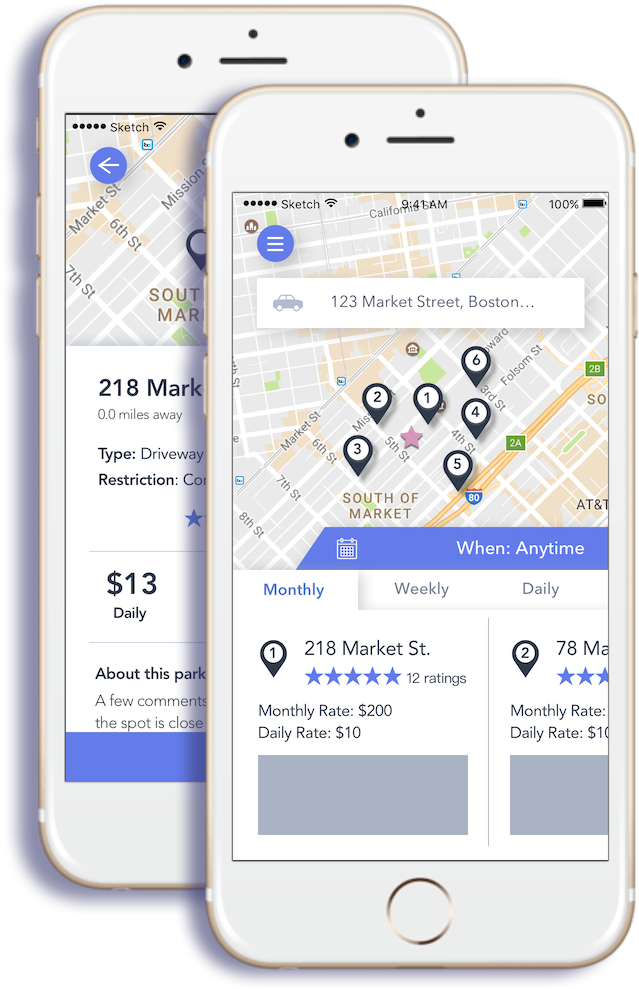 Sketch
Market St
Mission S
6th St
7th St
SOUT
MAR
218 Mark
0.0 miles away
Type: Driveway
Restriction: Cor
$13
Daily
About this park
A few comments
the spot is close
Sketch 9:41 AM 100%
California St
123 Market Street, Boston...
Howard
Folsom St
3rd St
6
2
1
4
3
5
2B
2A
80
SO
Market St
Miss
4th St
5th St
6th St
7th St
8th St
SOUTH OF
MARKET
AT&T
When: Anytime
Monthly Weekly Daily
1 218 Market St.
12 ratings
Monthly Rate: $200
Daily Rate: $10
2 78 Ma
Monthly Rate:
Daily Rate: $10